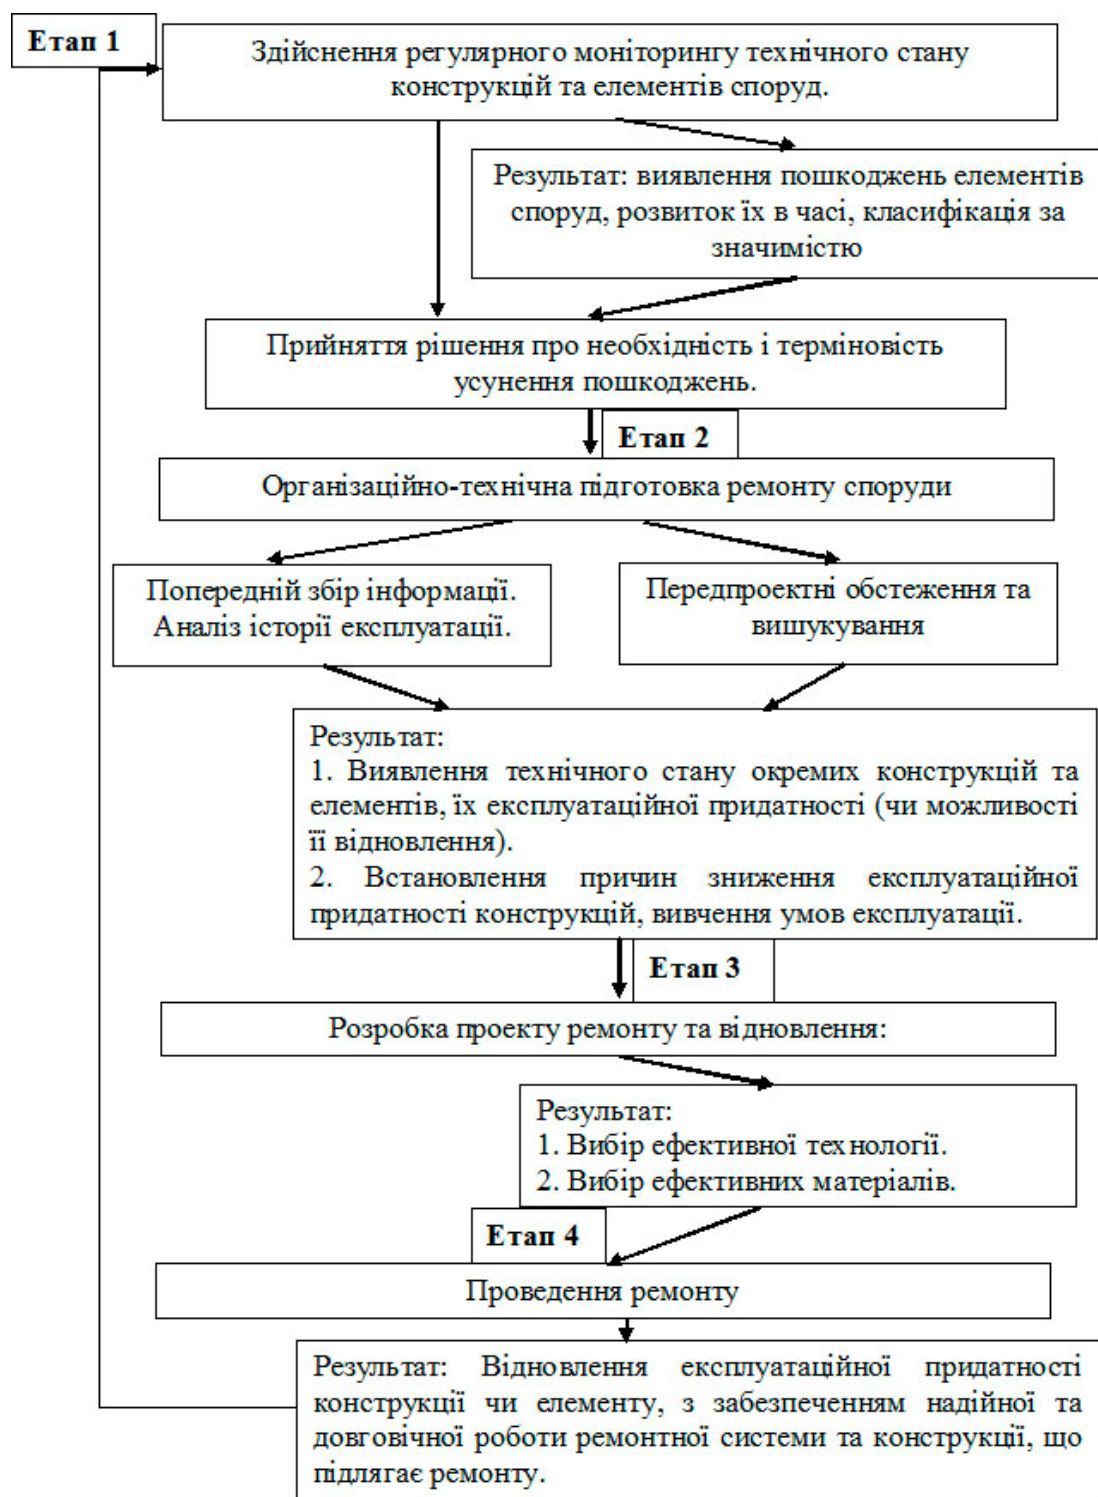 Етап 1
Здійснення регулярного моніторингу технічного стану
конструкцій та елементів споруд.
Результат: виявлення пошкоджень елементів
споруд, розвиток їх в часі, класифікація за
значимістю
Прийняття рішення про необхідність і терміновість
усунення пошкоджень.
Етап 2
Організаційно-технічна підготовка ремонту споруди
Попередній збір інформації.
Аналіз історії експлуатації.
Передпроектні обстеження та
вишукування
Результат:
1. Виявлення технічного стану окремих конструкцій та
елементів, їх експлуатаційної придатності (чи можливості
її відновлення).
2. Встановлення причин зниження експлуатаційної
придатності конструкцій, вивчення умов експлуатації.
Етап 3
Розробка проекту ремонту та відновлення:
Результат:
1. Вибір ефективної технології.
2. Вибір ефективних матеріалів.
Етап 4
Проведення ремонту
Результат: Відновлення експлуатаційної придатності
конструкції чи елементу, з забезпеченням надійної та
довговічної роботи ремонтної системи та конструкції, що
підлягає ремонту.